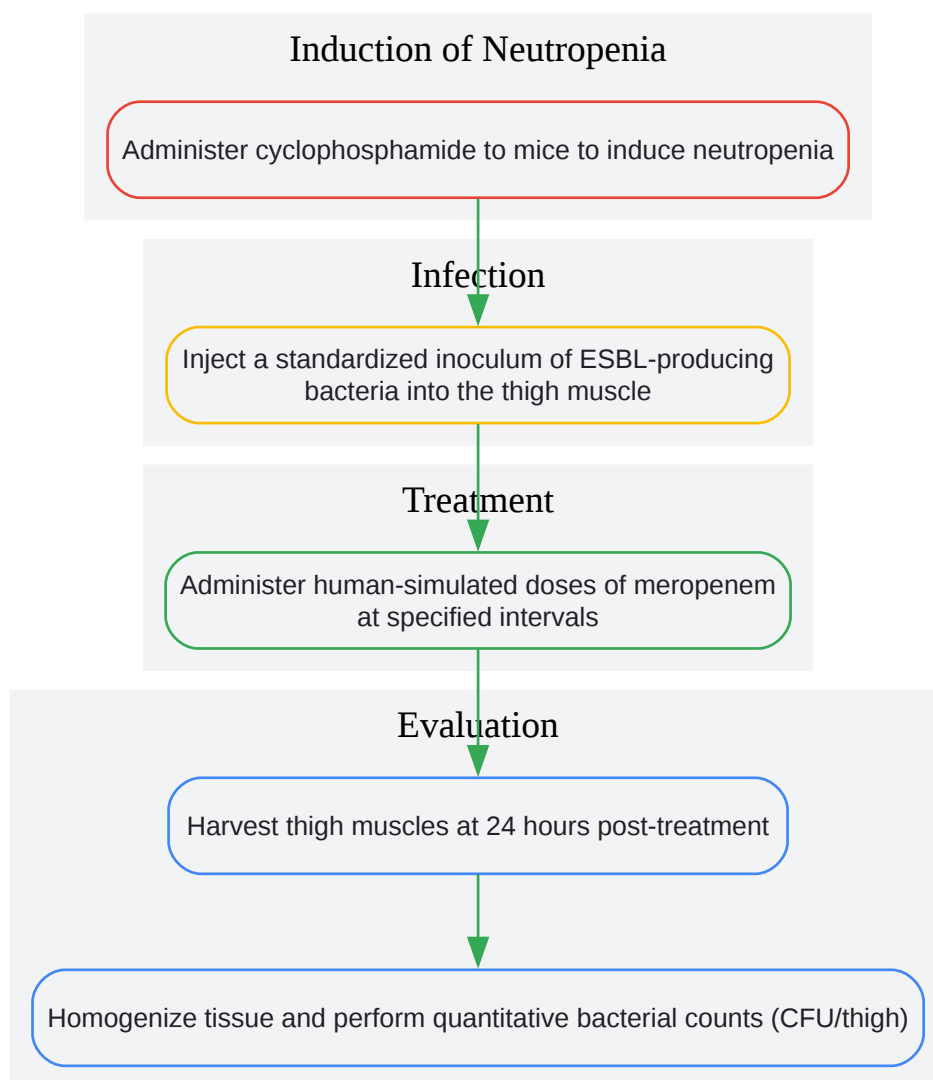 Induction of Neutropenia
Administer cyclophosphamide to mice to induce neutropenia
Infection
Inject a standardized inoculum of ESBL-producing
bacteria into the thigh muscle
Treatment
Administer human-simulated doses of meropenem
at specified intervals
Evaluation
Harvest thigh muscles at 24 hours post-treatment
Homogenize tissue and perform quantitative bacterial counts (CFU/thigh)